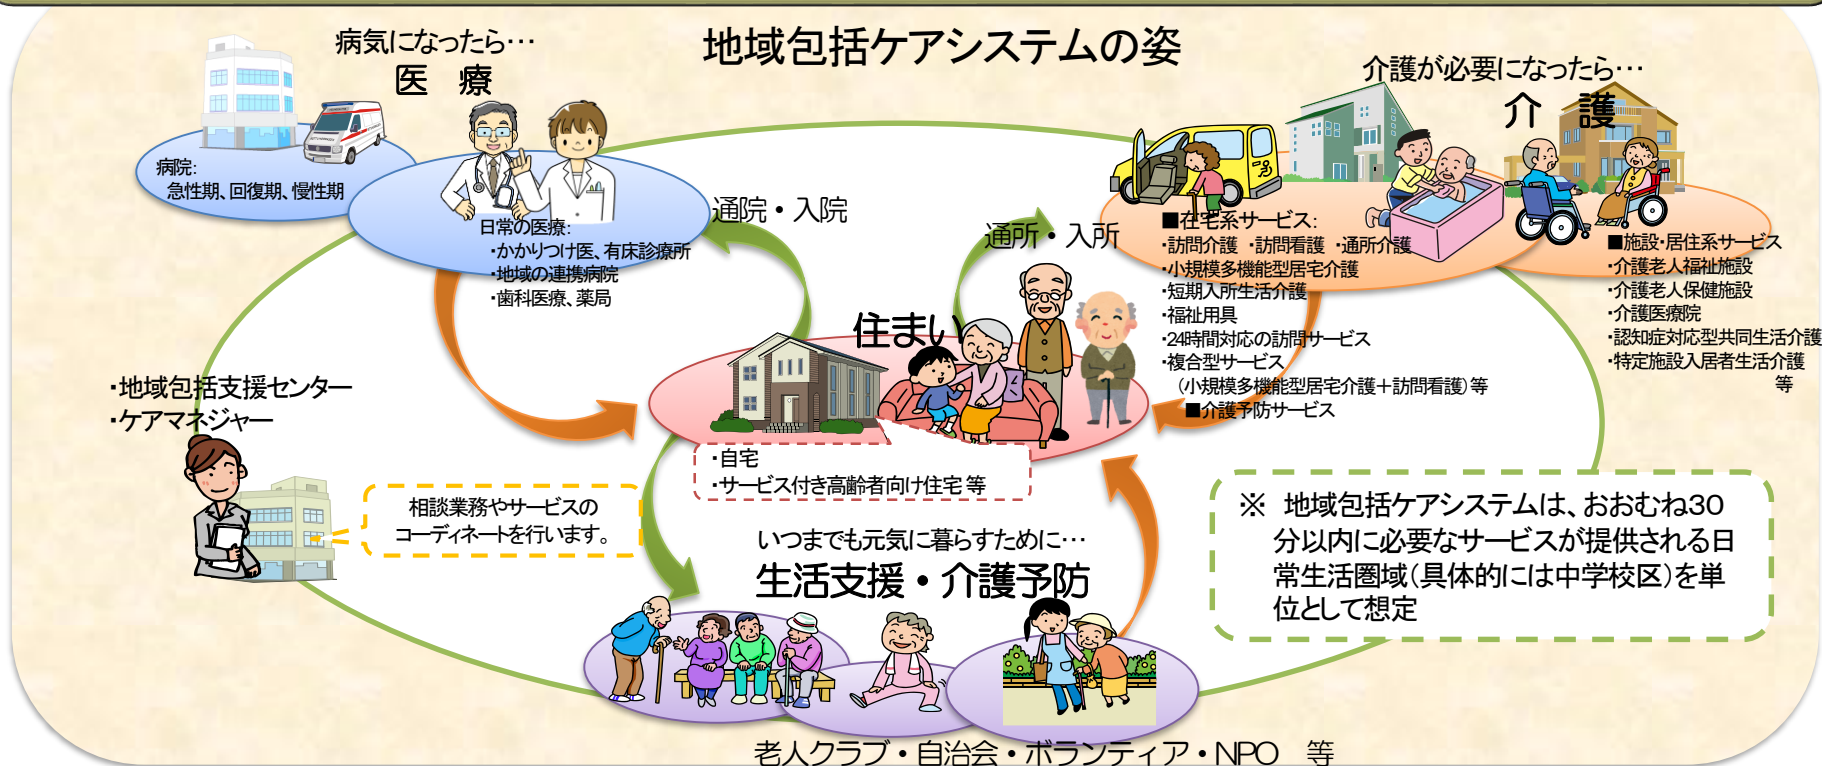 地域包括ケアシステムの姿
病気になったら…
医　療
病院:
急性期、回復期、慢性期
日常の医療:
・かかりつけ医、有床診療所
・地域の連携病院
・歯科医療、薬局
通院・入院
通所・入所
介護が必要になったら…
介　護
■在宅系サービス:
・訪問介護　・訪問看護　・通所介護
・小規模多機能型居宅介護
・短期入所生活介護
・福祉用具
・24時間対応の訪問サービス
・複合型サービス
（小規模多機能型居宅介護＋訪問看護）等
■介護予防サービス
■施設・居住系サービス
・介護老人福祉施設
・介護老人保健施設
・介護医療院
・認知症対応型共同生活介護
・特定施設入居者生活介護
等
住まい
・自宅
・サービス付き高齢者向け住宅 等
・地域包括支援センター
・ケアマネジャー
相談業務やサービスの
コーディネートを行います。
いつまでも元気に暮らすために…
生活支援・介護予防
老人クラブ・自治会・ボランティア・NPO　等
※　地域包括ケアシステムは、おおむね30
分以内に必要なサービスが提供される日
常生活圏域（具体的には中学校区）を単
位として想定